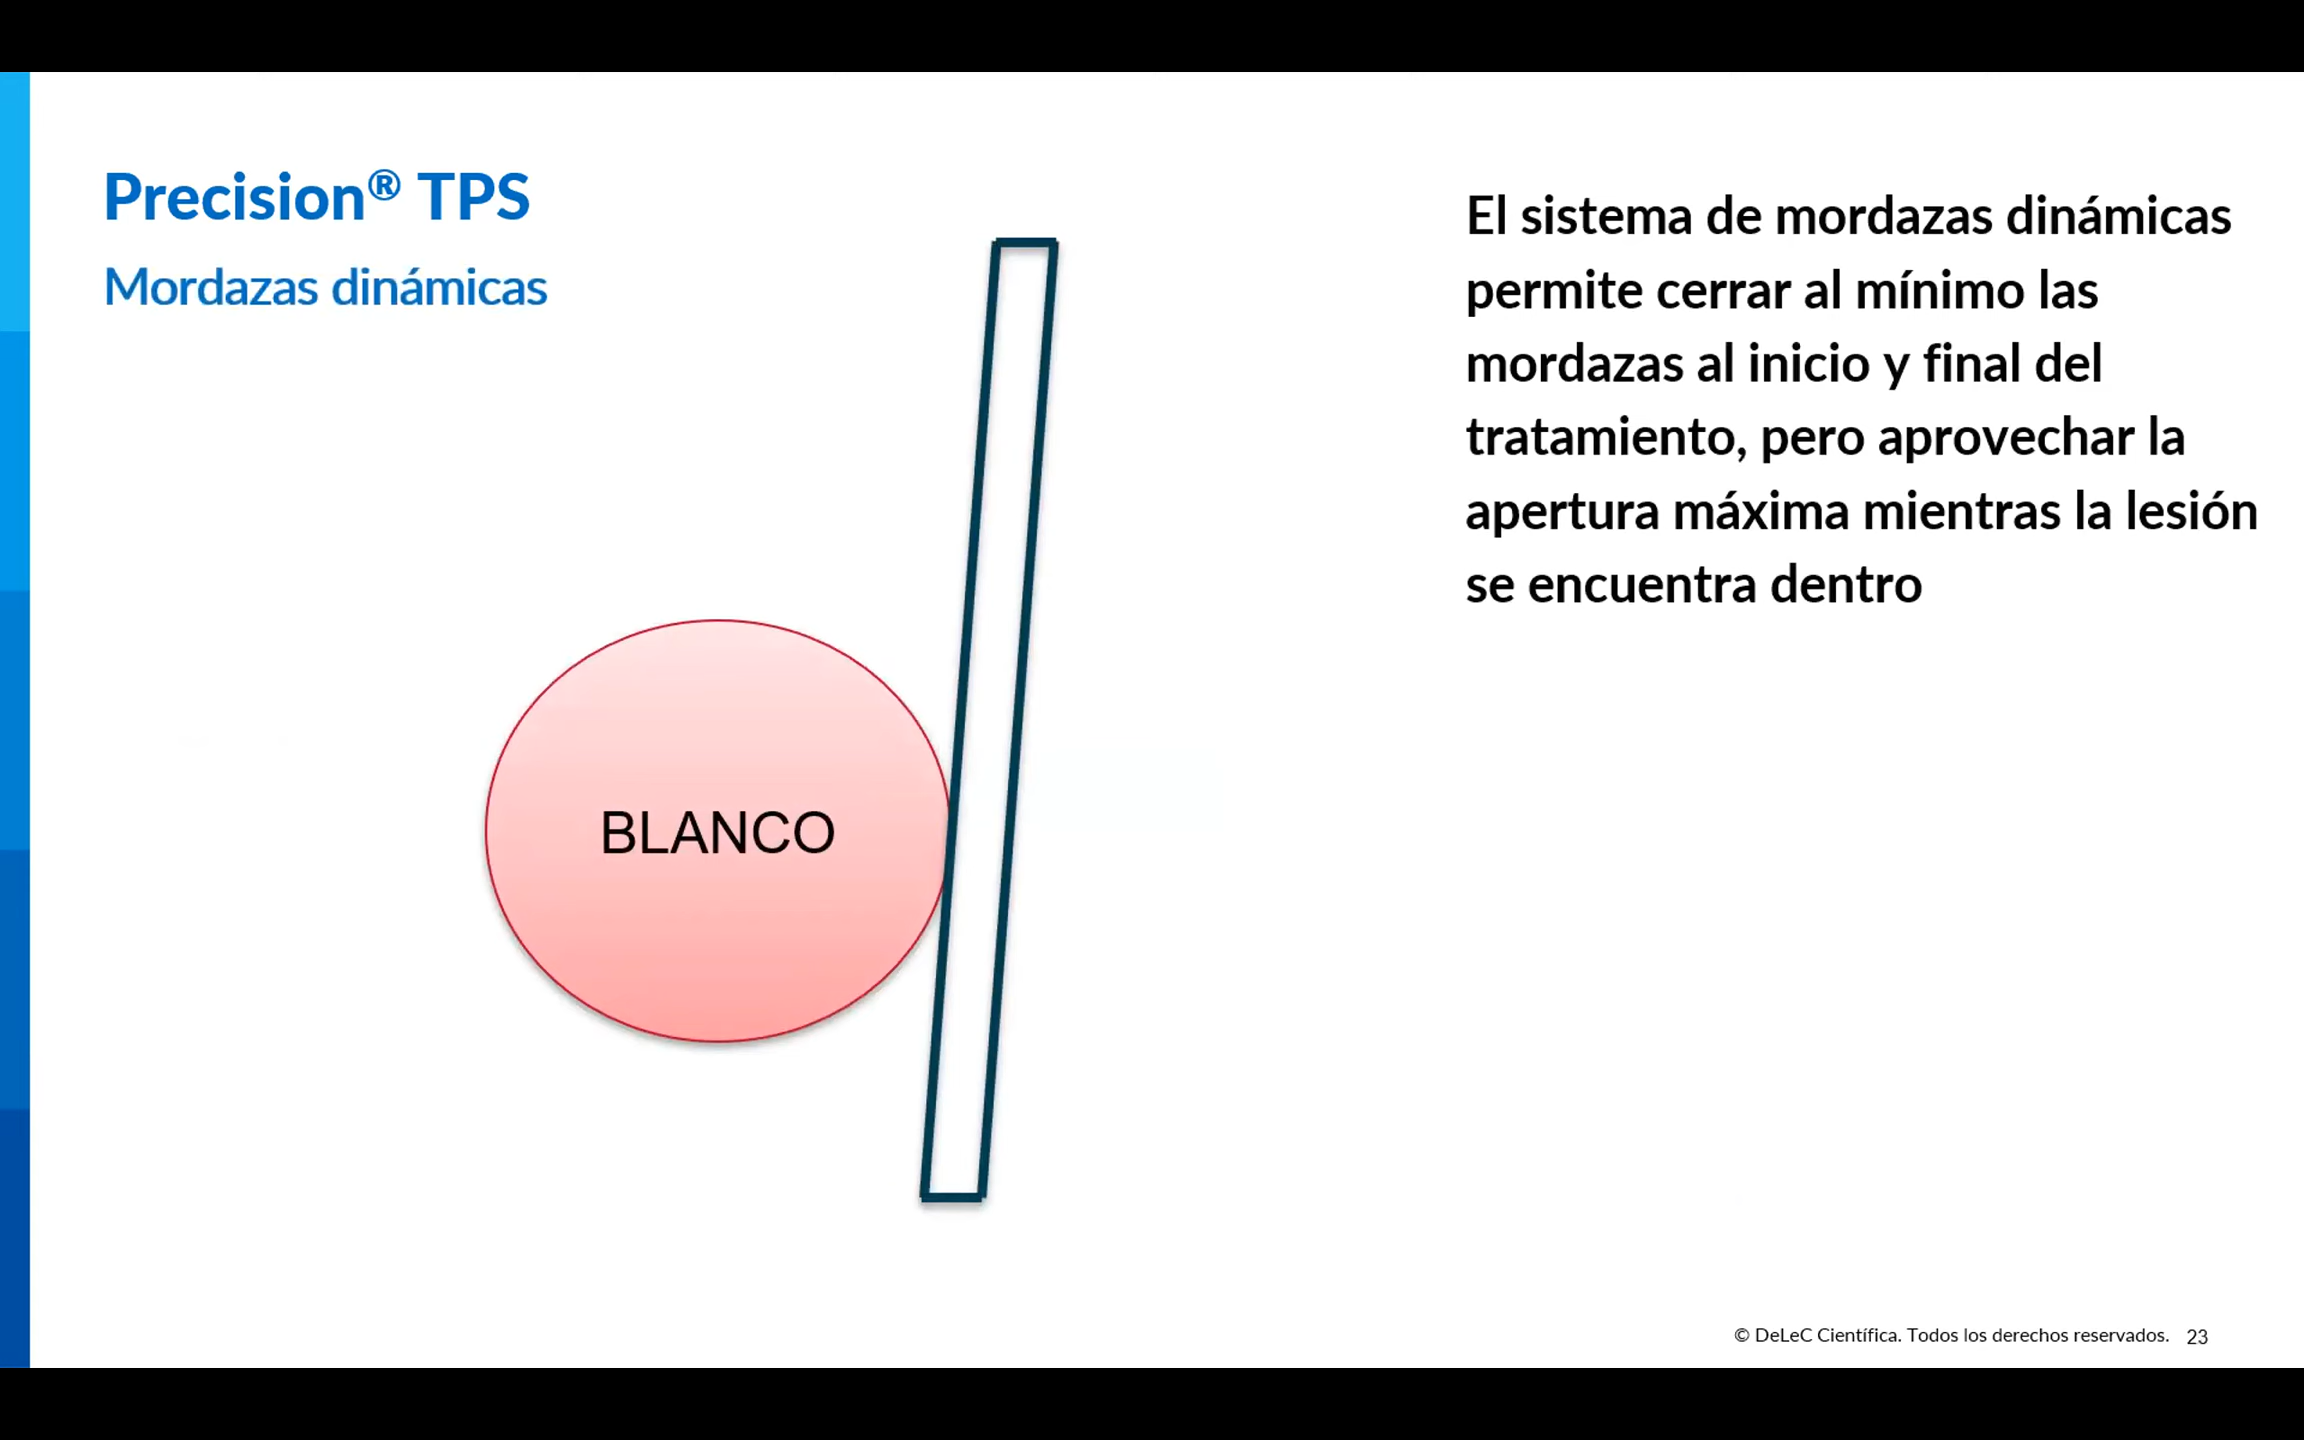 Precision® TPS
Mordazas dinámicas
El sistema de mordazas dinámicas
permite cerrar al mínimo las
mordazas al inicio y final del
tratamiento, pero aprovechar la
apertura máxima mientras la lesión
se encuentra dentro
BLANCO
© DeLeC Científica. Todos los derechos reservados. 23